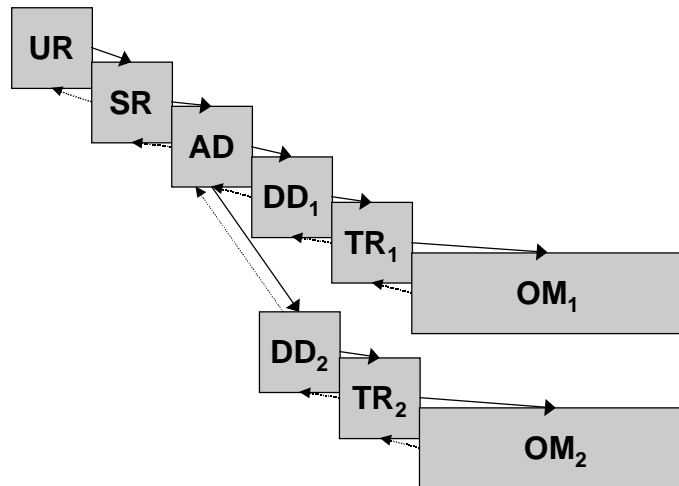 UR
SR
AD
DD₁
TR₁
OM₁
DD₂
TR₂
OM₂